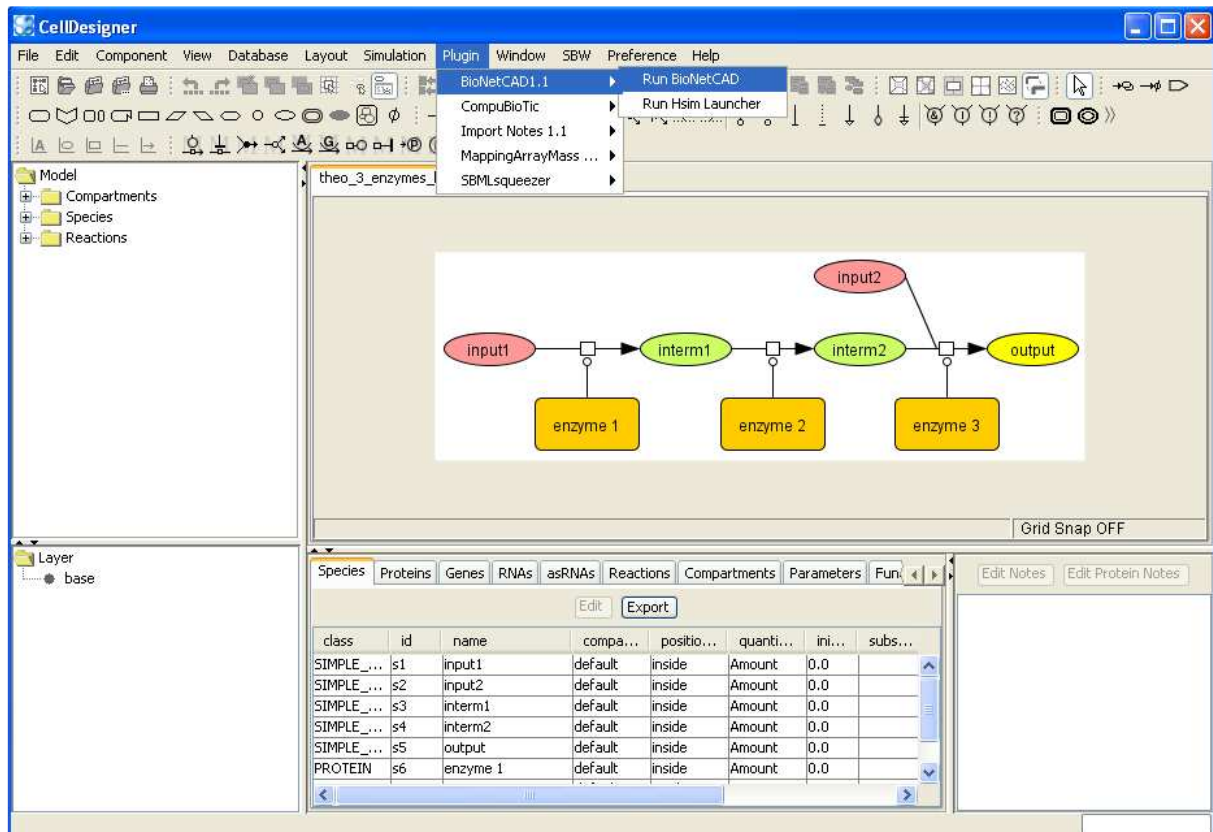 CellDesigner
File Edit Component View Database Layout Simulation Plugin Window SBW Preference Help
BioNetCAD1.1
Run BioNetCAD
CompuBioTic
Run Hsim Launcher
Import Notes 1.1
MappingArrayMass ...
SBMLsqueezer
Model
Compartments
Species
Reactions
theo_3_enzymes_
input2
input1
interm1
interm2
output
enzyme 1
enzyme 2
enzyme 3
Grid Snap OFF
Layer
base
Species Proteins Genes RNAs asRNAs Reactions Compartments Parameters Fun
Edit Export
Edit Notes Edit Protein Notes
class id name compa... positio... quanti... ini... subs...
SIMPLE_... s1 input1 default inside Amount 0.0
SIMPLE_... s2 input2 default inside Amount 0.0
SIMPLE_... s3 interm1 default inside Amount 0.0
SIMPLE_... s4 interm2 default inside Amount 0.0
SIMPLE_... s5 output default inside Amount 0.0
PROTEIN s6 enzyme 1 default inside Amount 0.0